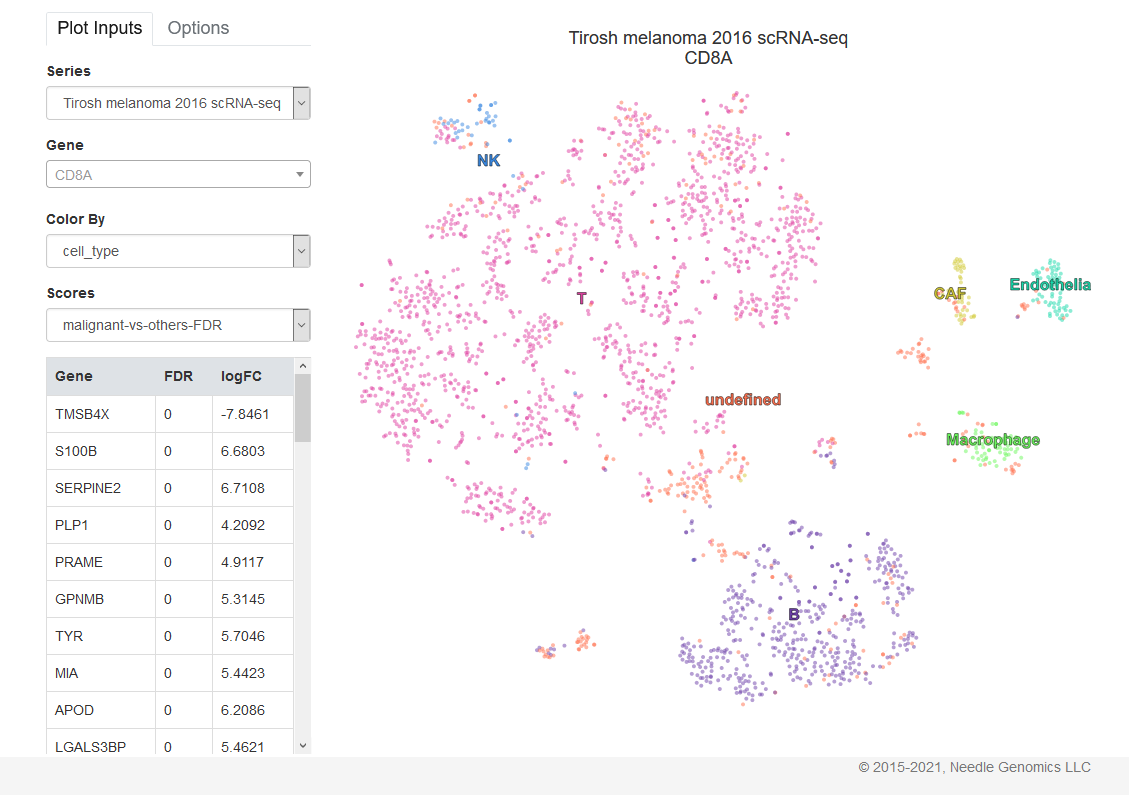 Plot Inputs Options
Series
Tirosh melanoma 2016 scRNA-seq
Gene
CD8A
Color By
cell_type
Scores
malignant-vs-others-FDR
Gene FDR logFC
TMSB4X 0 -7.8461
S100B 0 6.6803
SERPINE2 0 6.7108
PLP1 0 4.2092
PRAME 0 4.9117
GPNMB 0 5.3145
TYR 0 5.7046
MIA 0 5.4423
APOD 0 6.2086
LGALS3BP 0 5.4621
Tirosh melanoma 2016 scRNA-seq
CD8A
NK
T
CAF
Endothelia
undefined
Macrophage
B
© 2015-2021, Needle Genomics LLC